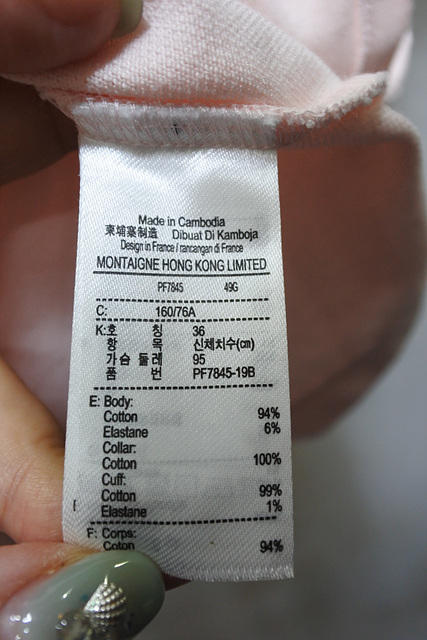 Made in Cambodia
柬埔寨制造 Dibuat Di Kamboja
Design in France / rancangan di France
MONTAIGNE HONG KONG LIMITED
PF7845 49G
C: 160/76A
K:호 칭 36
항 목 신체치수(㎝)
가슴 둘레 95
품 번 PF7845-19B
E: Body:
Cotton 94%
Elastane 6%
Collar:
Cotton 100%
Cuff:
Cotton 99%
Elastane 1%
F: Corps:
Coton 94%